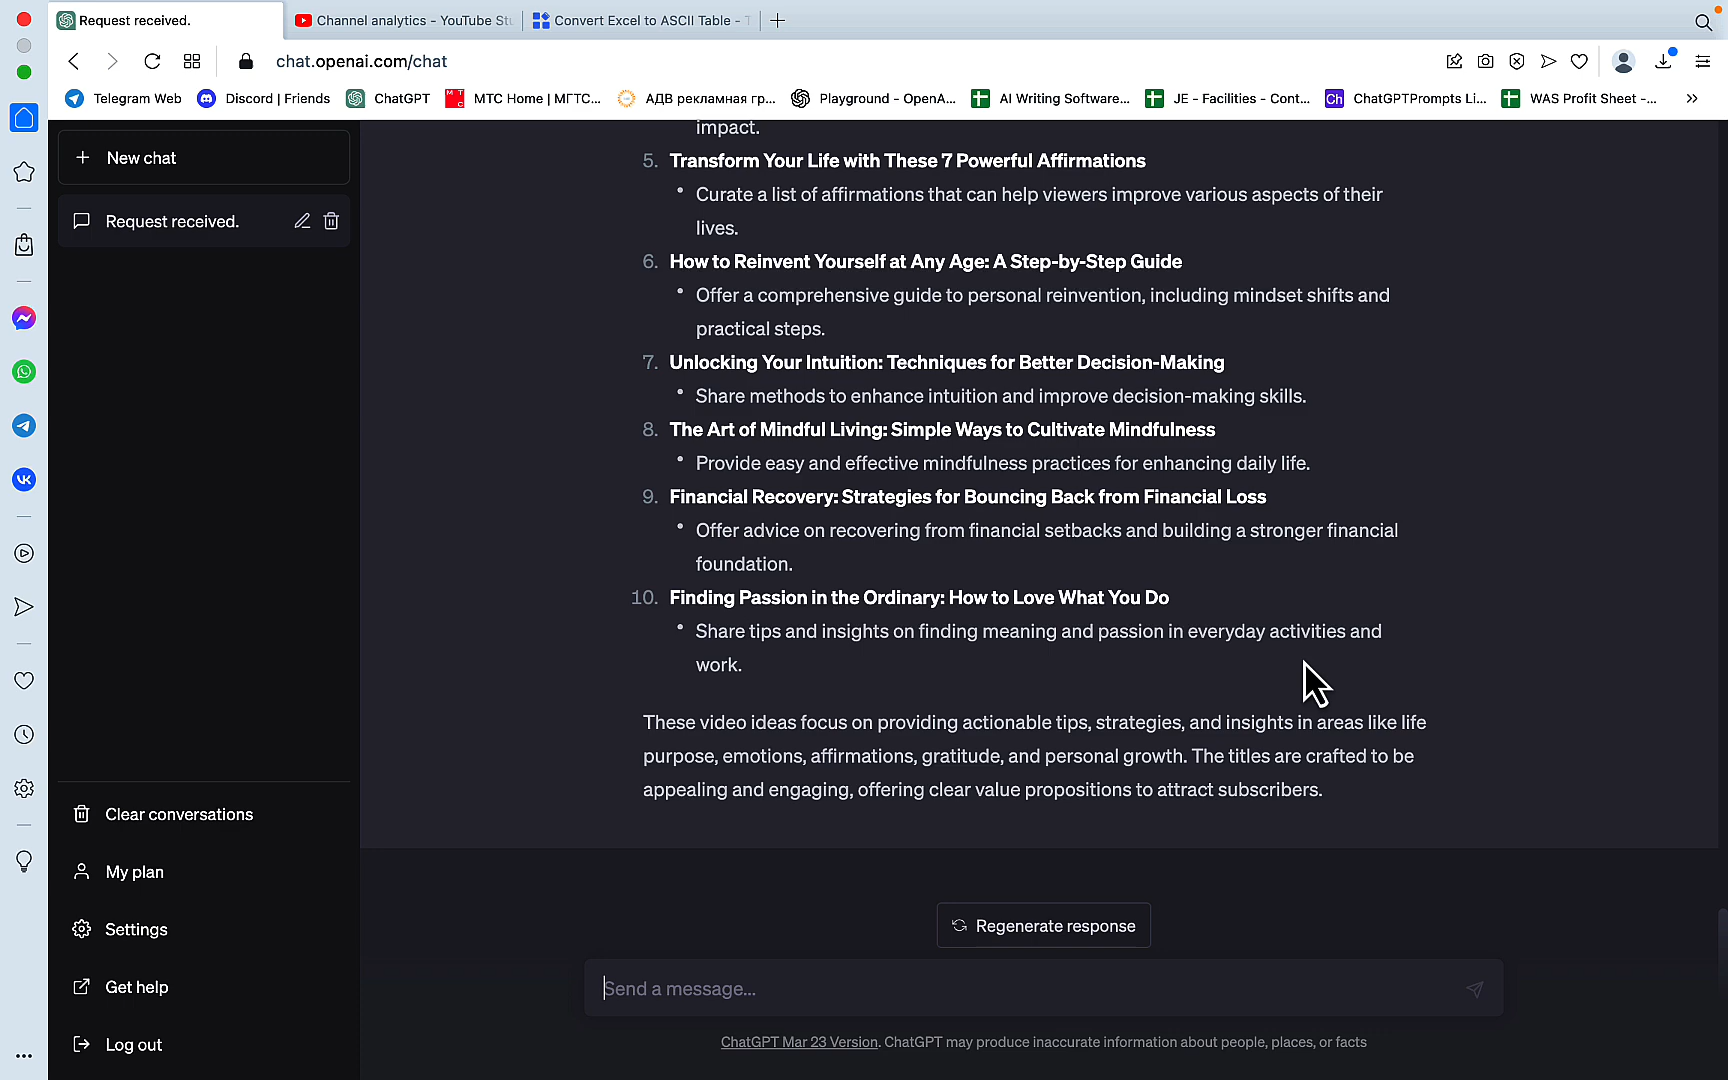 Request received.
Channel analytics - YouTube Stu
Convert Excel to ASCII Table - T
chat.openai.com/chat
Telegram Web
Discord | Friends
ChatGPT
МТС Home | МГТС...
АДВ рекламная гр...
Playground - OpenA...
AI Writing Software...
JE - Facilities - Cont...
Ch
ChatGPTPrompts Li...
WAS Profit Sheet -...
New chat
Request received.
impact.
5. Transform Your Life with These 7 Powerful Affirmations
• Curate a list of affirmations that can help viewers improve various aspects of their
lives.
6. How to Reinvent Yourself at Any Age: A Step-by-Step Guide
• Offer a comprehensive guide to personal reinvention, including mindset shifts and
practical steps.
7. Unlocking Your Intuition: Techniques for Better Decision-Making
• Share methods to enhance intuition and improve decision-making skills.
8. The Art of Mindful Living: Simple Ways to Cultivate Mindfulness
• Provide easy and effective mindfulness practices for enhancing daily life.
9. Financial Recovery: Strategies for Bouncing Back from Financial Loss
• Offer advice on recovering from financial setbacks and building a stronger financial
foundation.
10. Finding Passion in the Ordinary: How to Love What You Do
• Share tips and insights on finding meaning and passion in everyday activities and
work.
These video ideas focus on providing actionable tips, strategies, and insights in areas like life
purpose, emotions, affirmations, gratitude, and personal growth. The titles are crafted to be
appealing and engaging, offering clear value propositions to attract subscribers.
Clear conversations
My plan
Settings
Get help
Log out
Regenerate response
Send a message...
ChatGPT Mar 23 Version. ChatGPT may produce inaccurate information about people, places, or facts